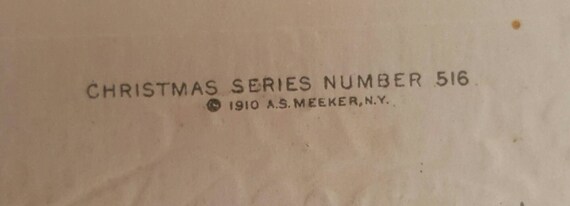 CHRISTMAS SERIES NUMBER 516
© 1910 A.S. MEEKER, N.Y.